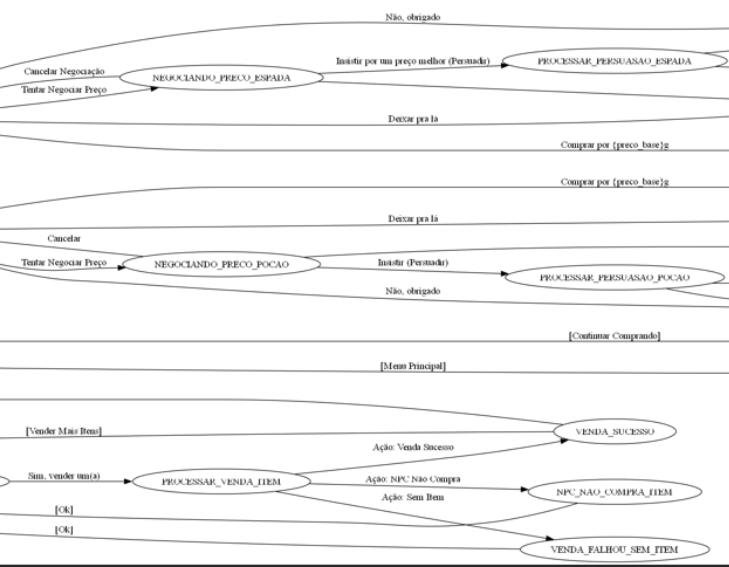 Não, obrigado
Cancelar Negociação
NEGOCIANDO_PRECO_ESPADA
Insistir por um preço melhor (Persuadir)
PROCESSAR_PERSUASAO_ESPADA
Tentar Negociar Preço
Deixar pra lá
Comprar por {preco_base}g
Comprar por {preco_base}g
Deixar pra lá
Cancelar
Tentar Negociar Preço
NEGOCIANDO_PRECO_POCAO
Insistir (Persuadir)
PROCESSAR_PERSUASAO_POCAO
Não, obrigado
[Continuar Comprando]
[Menu Principal]
[Vender Mais Itens]
VENDA_SUCESSO
Ação: Venda Sucesso
Sim, vender um(a)
PROCESSAR_VENDA_ITEM
Ação: NPC Não Compra
NPC_NAO_COMPRA_ITEM
Ação: Sem Item
[Ok]
[Ok]
VENDA_FALHOU_SEM_ITEM